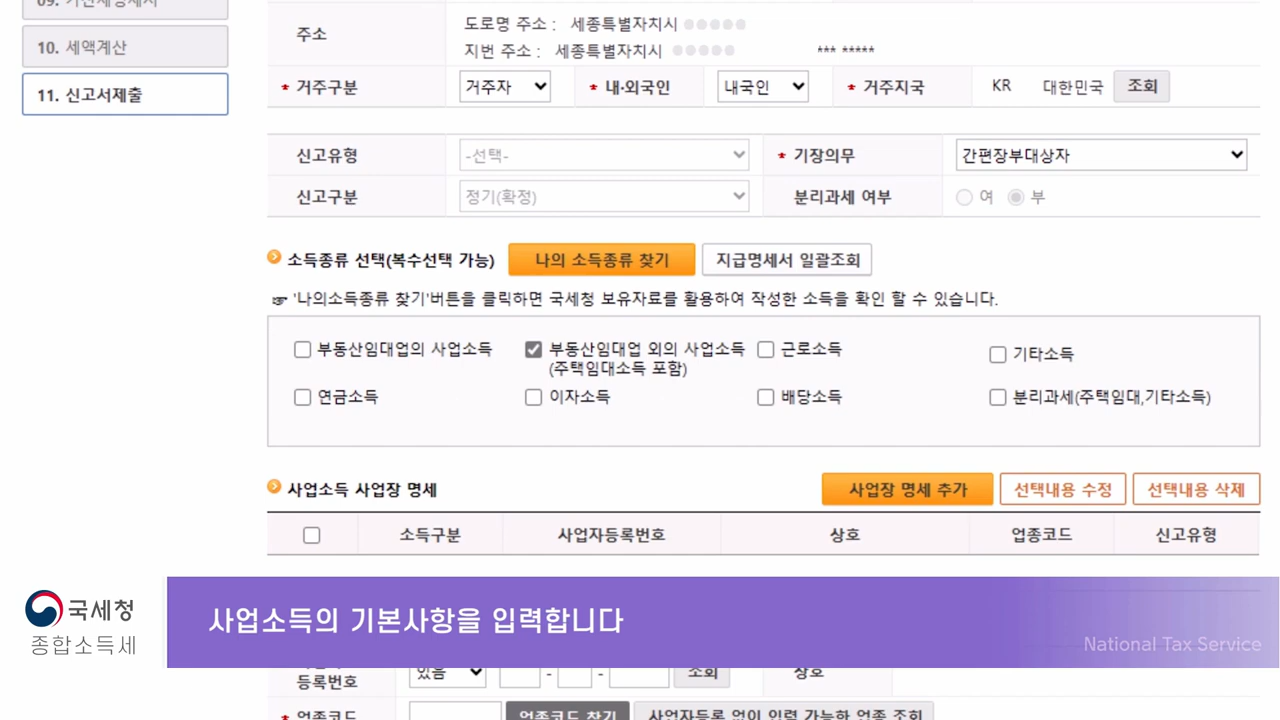 10. 세액계산
11. 신고서제출
주소
도로명 주소 : 세종특별자치시
지번 주소 : 세종특별자치시 *** *****
* 거주구분 거주자 * 내·외국인 내국인 * 거주지국 KR 대한민국 조회
신고유형 -선택- * 기장의무 간편장부대상자
신고구분 정기(확정) 분리과세 여부 여 부
소득종류 선택(복수선택 가능) 나의 소득종류 찾기 지급명세서 일괄조회
☞ '나의소득종류 찾기'버튼을 클릭하면 국세청 보유자료를 활용하여 작성한 소득을 확인 할 수 있습니다.
부동산임대업의 사업소득 부동산임대업 외의 사업소득 근로소득 기타소득
(주택임대소득 포함)
연금소득 이자소득 배당소득 분리과세(주택임대,기타소득)
사업소득 사업장 명세 사업장 명세 추가 선택내용 수정 선택내용 삭제
소득구분 사업자등록번호 상호 업종코드 신고유형
국세청
종합소득세
사업소득의 기본사항을 입력합니다
National Tax Service
등록번호 있음 - - 조회 상호
* 업종코드 업종코드 찾기 사업자등록 없이 입력 가능한 업종 조회